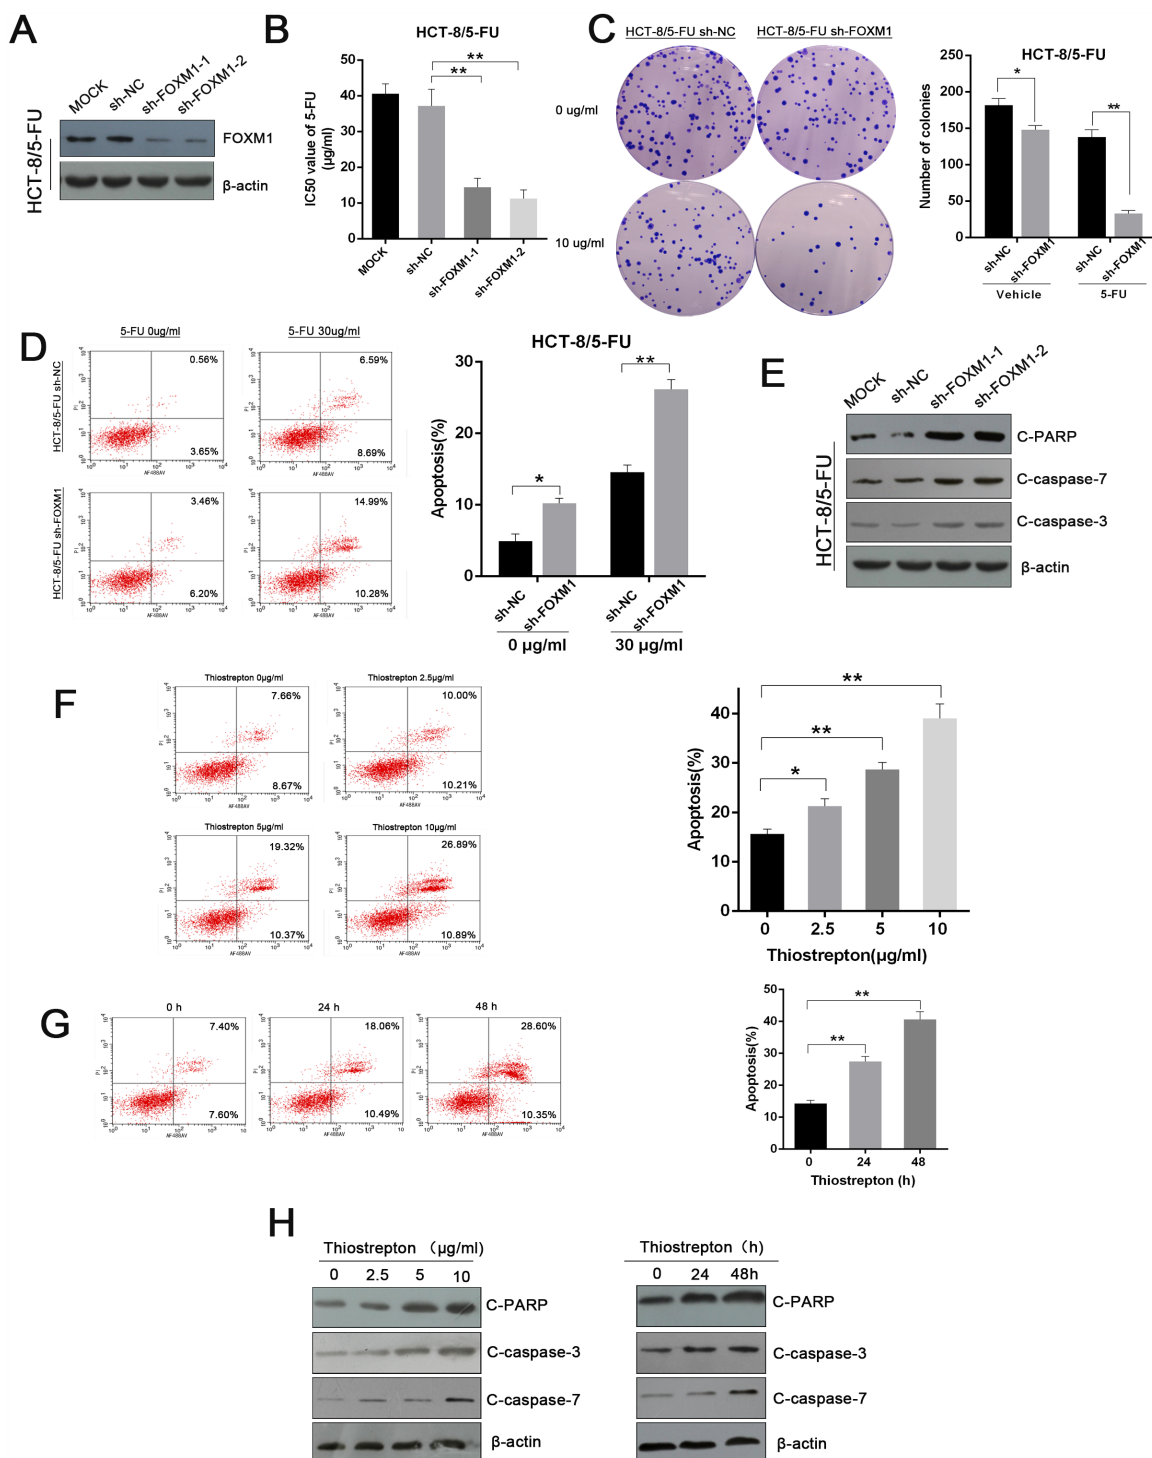 A
MOCK
sh-NC
sh-FOXM1-1
sh-FOXM1-2
HCT-8/5-FU
FOXM1
β-actin
B
HCT-8/5-FU
**
**
IC50 value of 5-FU
(μg/ml)
50
40
30
20
10
0
MOCK
sh-NC
sh-FOXM1-1
sh-FOXM1-2
C
HCT-8/5-FU sh-NC
HCT-8/5-FU sh-FOXM1
0 ug/ml
10 ug/ml
HCT-8/5-FU
Number of colonies
250
200
150
100
50
0
*
**
sh-NC
sh-FOXM1
sh-NC
sh-FOXM1
Vehicle
5-FU
D
5-FU 0ug/ml
5-FU 30ug/ml
HCT-8/5-FU sh-NC
0.56%
3.65%
6.59%
8.69%
HCT-8/5-FU sh-FOXM1
3.46%
6.20%
14.99%
10.28%
PI
AF488AV
HCT-8/5-FU
Apoptosis(%)
30
20
10
0
*
**
sh-NC
sh-FOXM1
sh-NC
sh-FOXM1
0 μg/ml
30 μg/ml
E
MOCK
sh-NC
sh-FOXM1-1
sh-FOXM1-2
HCT-8/5-FU
C-PARP
C-caspase-7
C-caspase-3
β-actin
F
Thiostrepton 0μg/ml
Thiostrepton 2.5μg/ml
7.66%
8.67%
10.00%
10.21%
Thiostrepton 5μg/ml
Thiostrepton 10μg/ml
19.32%
10.37%
26.89%
10.89%
PI
AF488AV
Apoptosis(%)
40
30
20
10
0
*
**
**
0
2.5
5
10
Thiostrepton(μg/ml)
G
0 h
24 h
48 h
7.40%
7.60%
18.06%
10.49%
28.60%
10.35%
PI
AF488AV
Apoptosis(%)
50
40
30
20
10
0
**
**
0
24
48
Thiostrepton (h)
H
Thiostrepton （μg/ml)
0 2.5 5 10
C-PARP
C-caspase-3
C-caspase-7
β-actin
Thiostrepton（h)
0 24 48h
C-PARP
C-caspase-3
C-caspase-7
β-actin